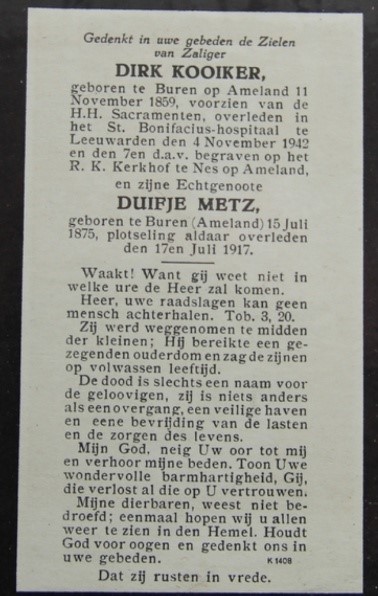 Gedenkt in uwe gebeden de Zielen
van Zaliger
DIRK KOOIKER,
geboren te Buren op Ameland 11
November 1859, voorzien van de
H.H. Sacramenten, overleden in
het St. Bonifacius-hospitaal te
Leeuwarden den 4 November 1942
en den 7en d.a.v. begraven op het
R. K. Kerkhof te Nes op Ameland,
en zijne Echtgenoote
DUIFJE METZ,
geboren te Buren (Ameland) 15 Juli
1875, plotseling aldaar overleden
den 17en Juli 1917.
Waakt! Want gij weet niet in
welke ure de Heer zal komen.
Heer, uwe raadslagen kan geen
mensch achterhalen. Tob. 3, 20.
Zij werd weggenomen te midden
der kleinen; Hij bereikte een ge-
zegenden ouderdom en zag de zijnen
op volwassen leeftijd.
De dood is slechts een naam voor
de geloovigen, zij is niets anders
als een overgang, een veilige haven
en eene bevrijding van de lasten
en de zorgen des levens.
Mijn God, neig Uw oor tot mij
en verhoor mijne beden. Toon Uwe
wondervolle barmhartigheid, Gij,
die verlost al die op U vertrouwen.
Mijne dierbaren, weest niet be-
droefd; eenmaal hopen wij u allen
weer te zien in den Hemel. Houdt
God voor oogen en gedenkt ons in
uwe gebeden. K 1408
Dat zij rusten in vrede.